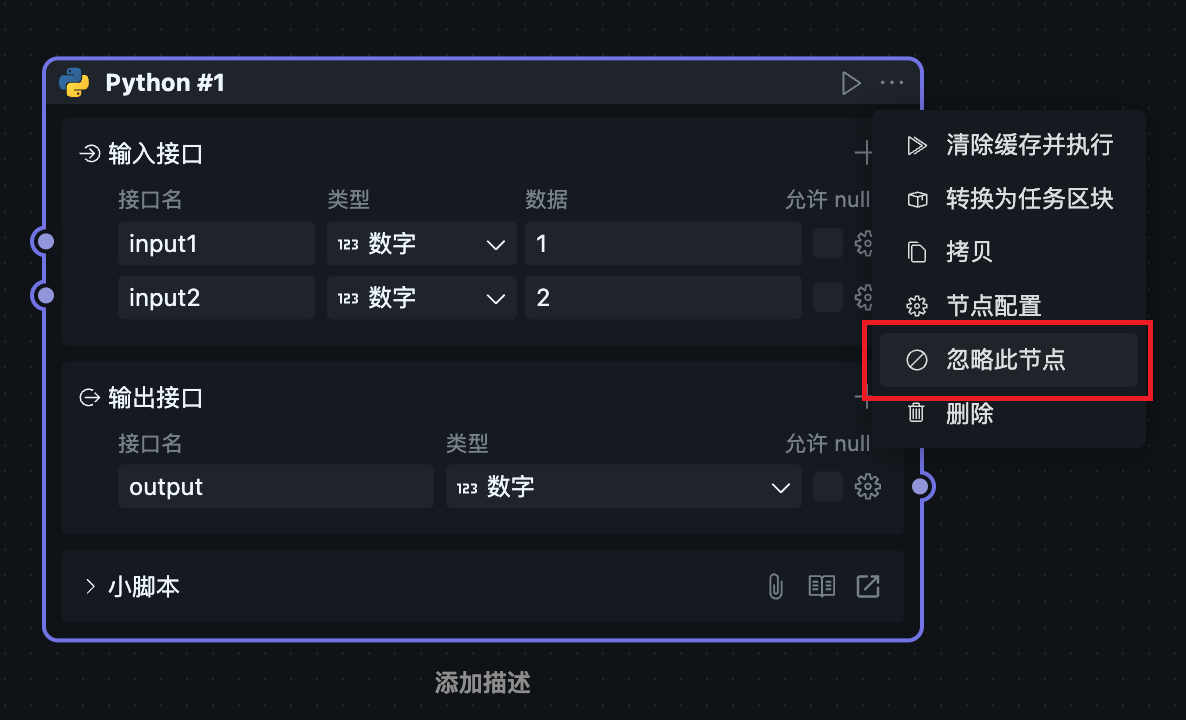 Python #1
输入接口
接口名 类型 数据 允许 null
input1 123 数字 1
input2 123 数字 2
输出接口
接口名 类型 允许 null
output 123 数字
小脚本
添加描述
清除缓存并执行
转换为任务区块
拷贝
节点配置
忽略此节点
删除